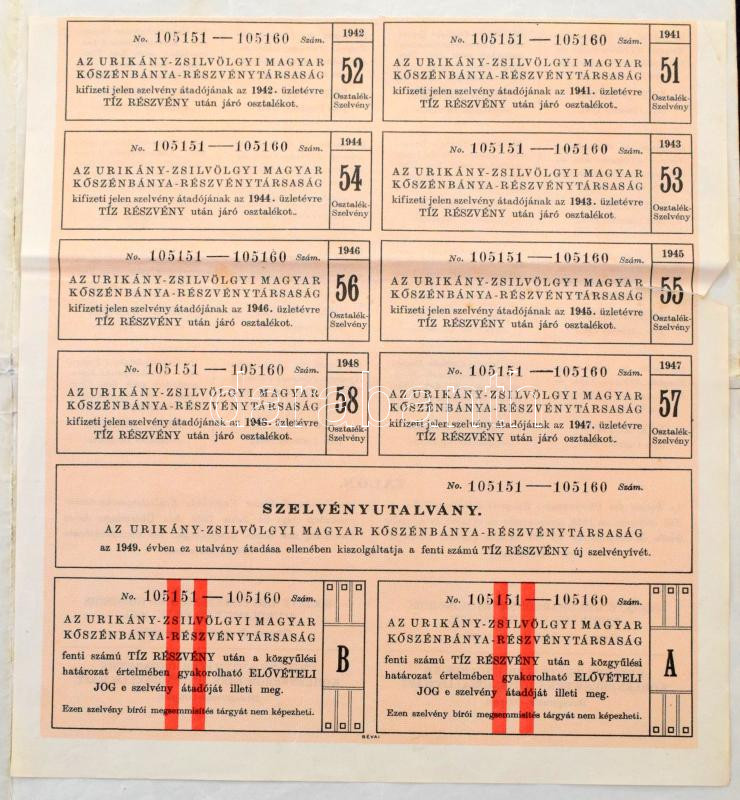 No. 105151 — 105160 Szám.
1942
AZ URIKÁNY-ZSILVÖLGYI MAGYAR
KŐSZÉNBÁNYA-RÉSZVÉNYTÁRSASÁG
kifizeti jelen szelvény átadójának az 1942. üzletévre
TÍZ RÉSZVÉNY után járó osztalékot.
52
Osztalék-
Szelvény
No. 105151 — 105160 Szám.
1941
AZ URIKÁNY-ZSILVÖLGYI MAGYAR
KŐSZÉNBÁNYA-RÉSZVÉNYTÁRSASÁG
kifizeti jelen szelvény átadójának az 1941. üzletévre
TÍZ RÉSZVÉNY után járó osztalékot.
51
Osztalék-
Szelvény
No. 105151 — 105160 Szám.
1944
AZ URIKÁNY-ZSILVÖLGYI MAGYAR
KŐSZÉNBÁNYA-RÉSZVÉNYTÁRSASÁG
kifizeti jelen szelvény átadójának az 1944. üzletévre
TÍZ RÉSZVÉNY után járó osztalékot.
54
Osztalék-
Szelvény
No. 105151 — 105160 Szám.
1943
AZ URIKÁNY-ZSILVÖLGYI MAGYAR
KŐSZÉNBÁNYA-RÉSZVÉNYTÁRSASÁG
kifizeti jelen szelvény átadójának az 1943. üzletévre
TÍZ RÉSZVÉNY után járó osztalékot.
53
Osztalék-
Szelvény
No. 105151 — 105160 Szám.
1946
AZ URIKÁNY-ZSILVÖLGYI MAGYAR
KŐSZÉNBÁNYA-RÉSZVÉNYTÁRSASÁG
kifizeti jelen szelvény átadójának az 1946. üzletévre
TÍZ RÉSZVÉNY után járó osztalékot.
56
Osztalék-
Szelvény
No. 105151 — 105160 Szám.
1945
AZ URIKÁNY-ZSILVÖLGYI MAGYAR
KŐSZÉNBÁNYA-RÉSZVÉNYTÁRSASÁG
kifizeti jelen szelvény átadójának az 1945. üzletévre
TÍZ RÉSZVÉNY után járó osztalékot.
55
Osztalék-
Szelvény
No. 105151 — 105160 Szám.
1948
AZ URIKÁNY-ZSILVÖLGYI MAGYAR
KŐSZÉNBÁNYA-RÉSZVÉNYTÁRSASÁG
kifizeti jelen szelvény átadójának az 1948. üzletévre
TÍZ RÉSZVÉNY után járó osztalékot.
58
Osztalék-
Szelvény
No. 105151 — 105160 Szám.
1947
AZ URIKÁNY-ZSILVÖLGYI MAGYAR
KŐSZÉNBÁNYA-RÉSZVÉNYTÁRSASÁG
kifizeti jelen szelvény átadójának az 1947. üzletévre
TÍZ RÉSZVÉNY után járó osztalékot.
57
Osztalék-
Szelvény
darabanth
No. 105151 — 105160 Szám.
SZELVÉNYUTALVÁNY.
AZ URIKÁNY-ZSILVÖLGYI MAGYAR KŐSZÉNBÁNYA-RÉSZVÉNYTÁRSASÁG
az 1949. évben ez utalvány átadása ellenében kiszolgáltatja a fenti számú TÍZ RÉSZVÉNY új szelvényívét.
No. 105151 — 105160 Szám.
AZ URIKÁNY-ZSILVÖLGYI MAGYAR
KŐSZÉNBÁNYA-RÉSZVÉNYTÁRSASÁG
fenti számú TÍZ RÉSZVÉNY után a közgyűlési
határozat értelmében gyakorolható ELŐVÉTELI
JOG e szelvény átadóját illeti meg.
Ezen szelvény bírói megsemmisítés tárgyát nem képezheti.
B
No. 105151 — 105160 Szám.
AZ URIKÁNY-ZSILVÖLGYI MAGYAR
KŐSZÉNBÁNYA-RÉSZVÉNYTÁRSASÁG
fenti számú TÍZ RÉSZVÉNY után a közgyűlési
határozat értelmében gyakorolható ELŐVÉTELI
JOG e szelvény átadóját illeti meg.
Ezen szelvény bírói megsemmisítés tárgyát nem képezheti.
A
RÉVAI